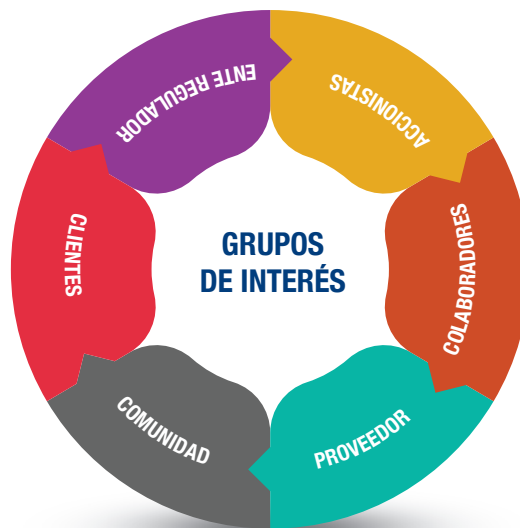 GRUPOS
DE INTERÉS
ACCIONISTAS
COLABORADORES
PROVEEDOR
COMUNIDAD
CLIENTES
ENTE REGULADOR